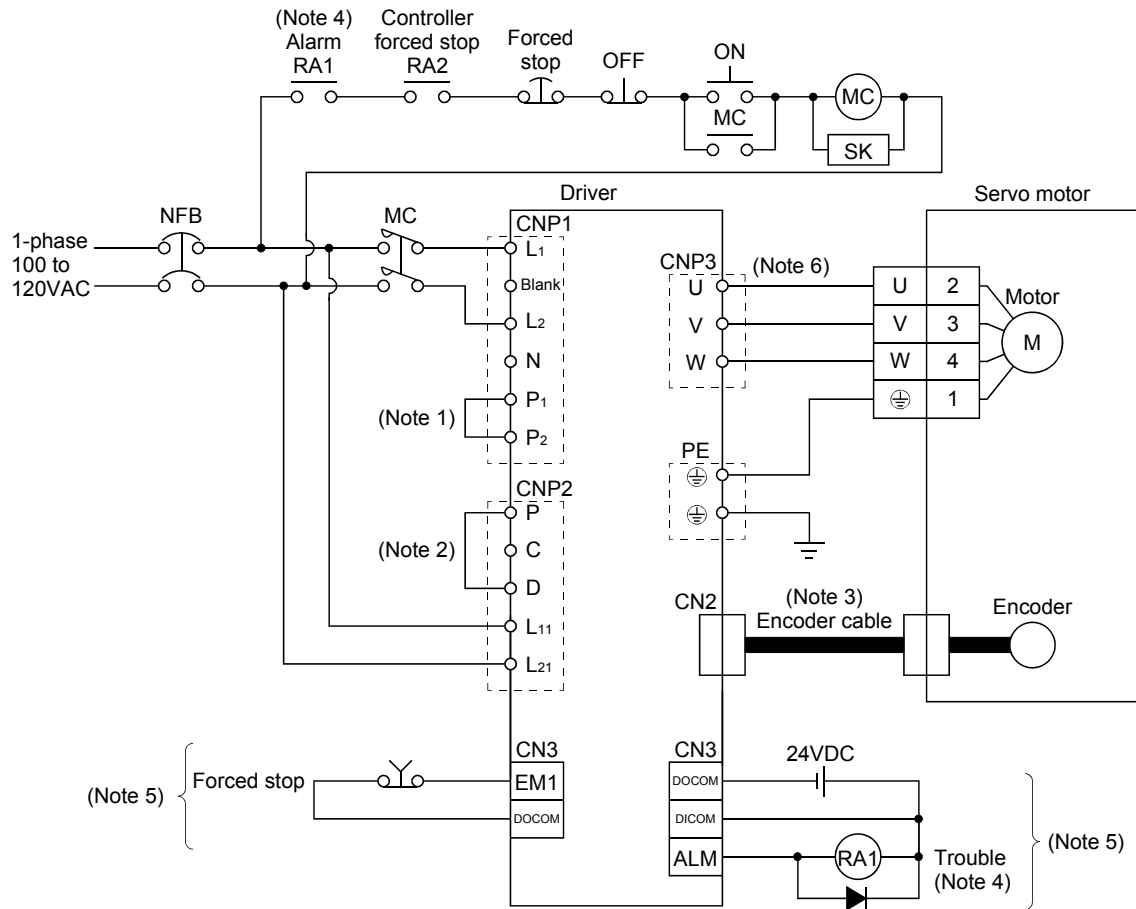 (Note 4)
Alarm
RA1
Controller
forced stop
RA2
Forced
stop
OFF
ON
MC
MC
SK
NFB
MC
1-phase
100 to
120VAC
Driver
Servo motor
CNP1
L1
Blank
L2
N
P1
P2
(Note 1)
CNP3
U
V
W
(Note 6)
U 2
V 3
W 4
1
Motor
M
PE
CNP2
P
C
D
L11
L21
(Note 2)
CN2
(Note 3)
Encoder cable
Encoder
(Note 5)
Forced stop
CN3
EM1
DOCOM
CN3
DOCOM
DICOM
ALM
24VDC
RA1
Trouble
(Note 4)
(Note 5)